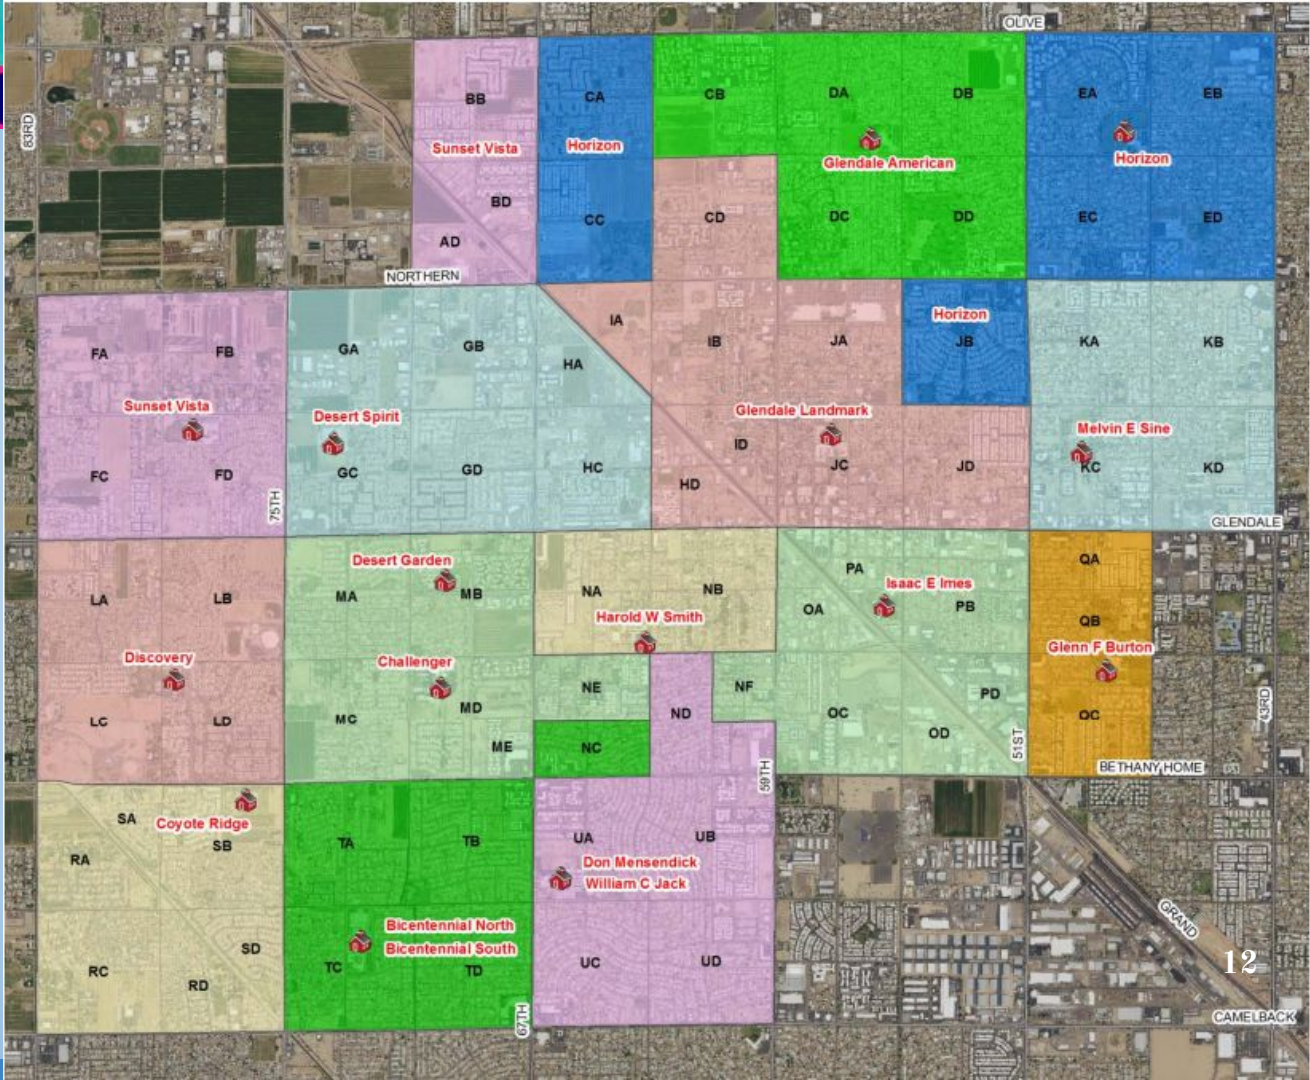 OLIVE
83RD
BB
CA
CB
DA
DB
EA
EB
Sunset Vista
Horizon
Glendale American
Horizon
BD
CC
CD
DC
DD
EC
ED
AD
NORTHERN
FA
FB
GA
GB
HA
IA
IB
JA
Horizon
JB
KA
KB
Sunset Vista
Desert Spirit
Glendale Landmark
Melvin E Sine
FC
FD
GC
GD
HC
HD
ID
JC
JD
KC
KD
75TH
GLENDALE
LA
LB
Desert Garden
MA
MB
NA
NB
Harold W Smith
PA
Isaac E Imes
OA
PB
QA
QB
Glenn F Burton
Discovery
Challenger
LC
LD
MC
MD
ME
NE
ND
NF
NC
OC
OD
PD
51ST
QC
43RD
59TH
BETHANY HOME
SA
Coyote Ridge
SB
RA
TA
TB
UA
UB
Don Mensendick
William C Jack
Bicentennial North
Bicentennial South
SD
RC
RD
TC
TD
UC
UD
67TH
GRAND
12
CAMELBACK